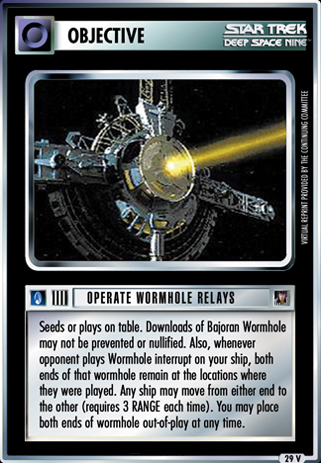 OBJECTIVE
STAR TREK
DEEP SPACE NINE
VIRTUAL REPRINT PROVIDED BY THE CONTINUING COMMITTEE
OPERATE WORMHOLE RELAYS
Seeds or plays on table. Downloads of Bajoran Wormhole
may not be prevented or nullified. Also, whenever
opponent plays Wormhole interrupt on your ship, both
ends of that wormhole remain at the locations where
they were played. Any ship may move from either end to
the other (requires 3 RANGE each time). You may place
both ends of wormhole out-of-play at any time.
29 V